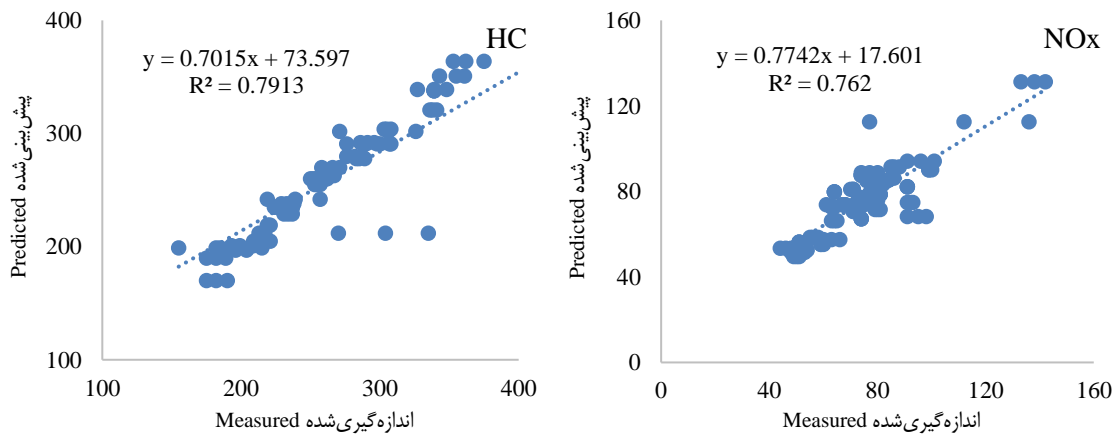 HC
y = 0.7015x + 73.597
R² = 0.7913
400
300
200
100
100
200
300
400
Predicted پیش‌بینی‌شده
Measured اندازه‌گیری‌شده
NOx
y = 0.7742x + 17.601
R² = 0.762
160
120
80
40
0
0
40
80
120
160
Predicted پیش‌بینی‌شده
Measured اندازه‌گیری‌شده